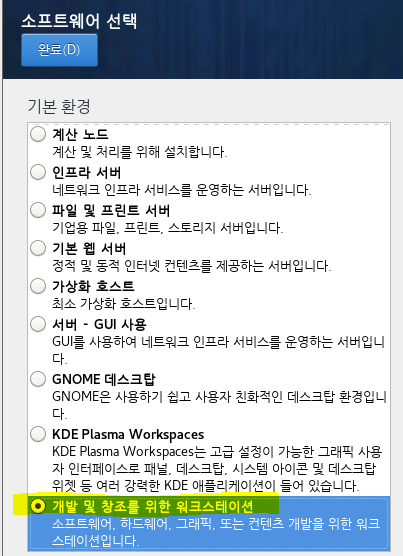 소프트웨어 선택
완료(D)
기본 환경
계산 노드
계산 및 처리를 위해 설치합니다.
인프라 서버
네트워크 인프라 서비스를 운영하는 서버입니다.
파일 및 프린트 서버
기업용 파일, 프린트, 스토리지 서버입니다.
기본 웹 서버
정적 및 동적 인터넷 컨텐츠를 제공하는 서버입니다.
가상화 호스트
최소 가상화 호스트입니다.
서버 - GUI 사용
GUI를 사용하여 네트워크 인프라 서비스를 운영하는 서버입니
다.
GNOME 데스크탑
GNOME은 사용하기 쉽고 사용자 친화적인 데스크탑 환경입니
다.
KDE Plasma Workspaces
KDE Plasma Workspaces는 고급 설정이 가능한 그래픽 사용
자 인터페이스로 패널, 데스크탑, 시스템 아이콘 및 데스크탑
위젯 등 여러 강력한 KDE 애플리케이션이 들어 있습니다.
개발 및 창조를 위한 워크스테이션
소프트웨어, 하드웨어, 그래픽, 또는 컨텐츠 개발을 위한 워크
스테이션입니다.